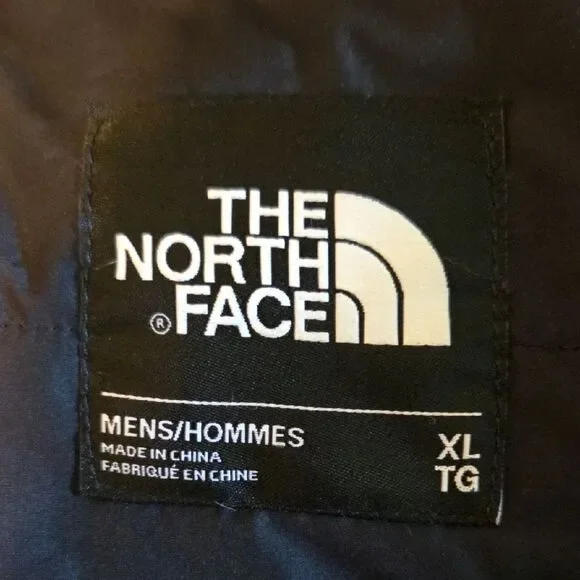 THE
NORTH
® FACE
MENS/HOMMES
MADE IN CHINA
FABRIQUÉ EN CHINE
XL
TG